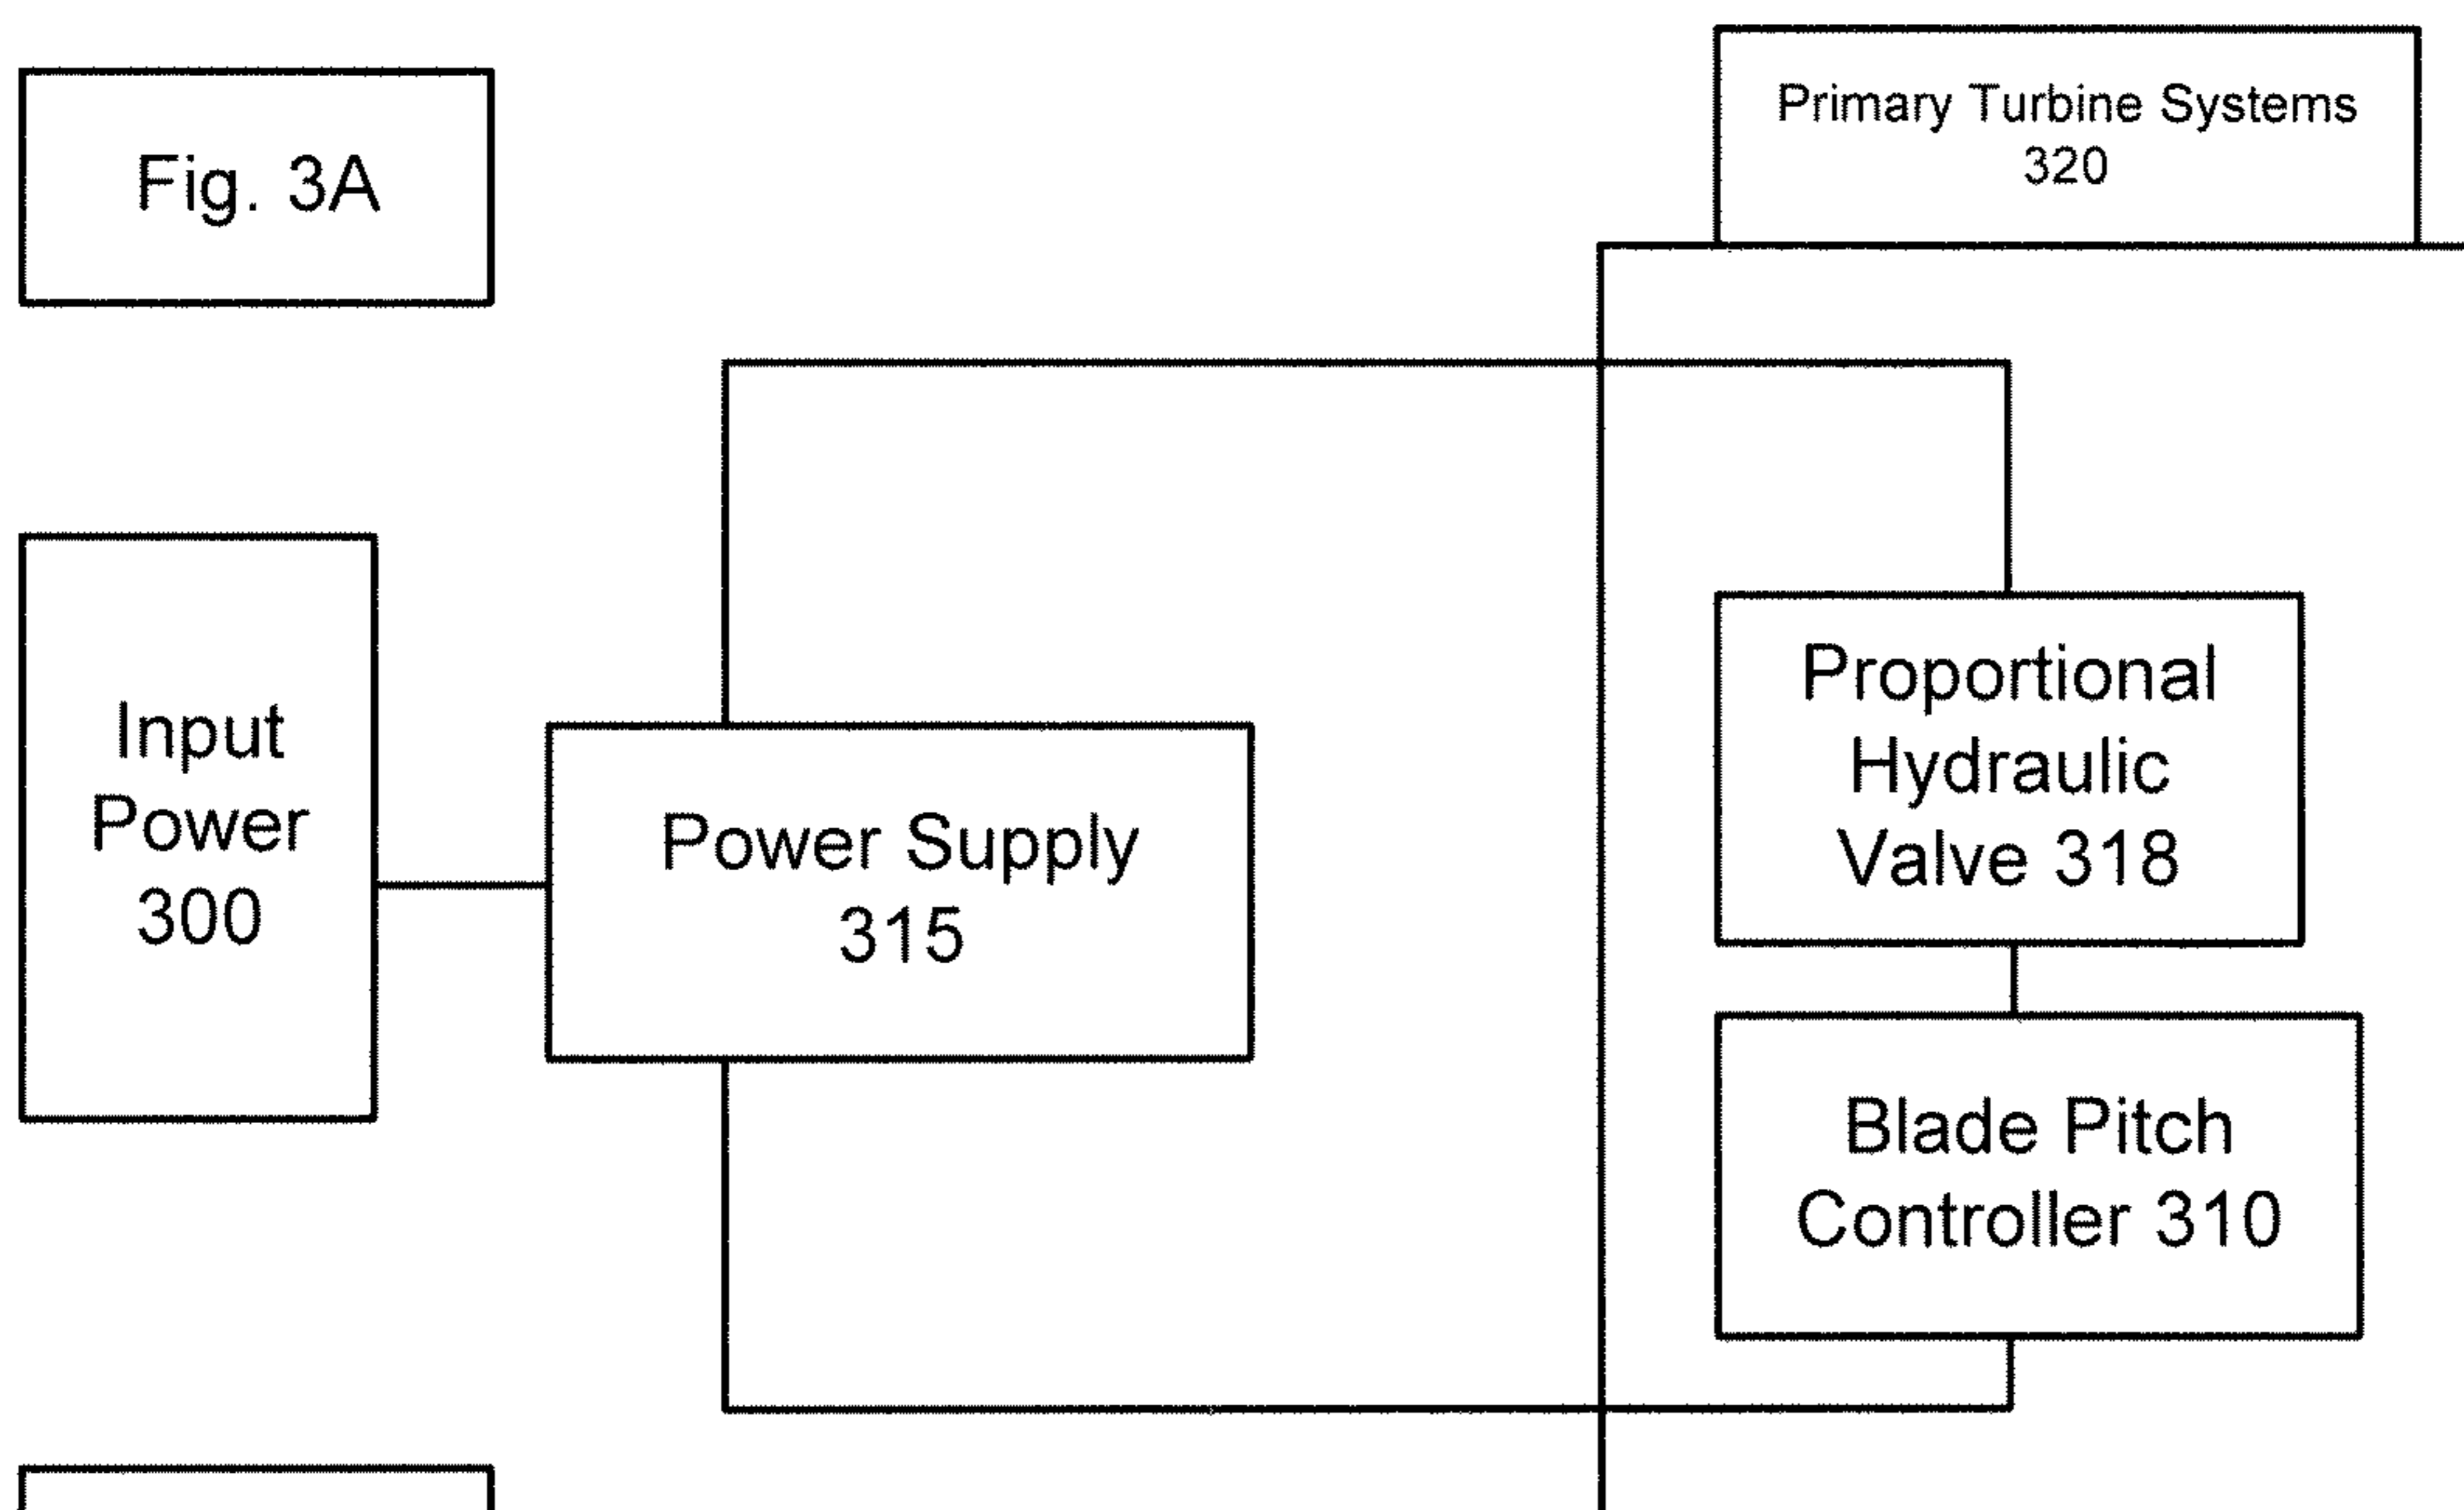 Fig. 3A
Primary Turbine Systems
320
Input
Power
300
Power Supply
315
Proportional
Hydraulic
Valve 318
Blade Pitch
Controller 310